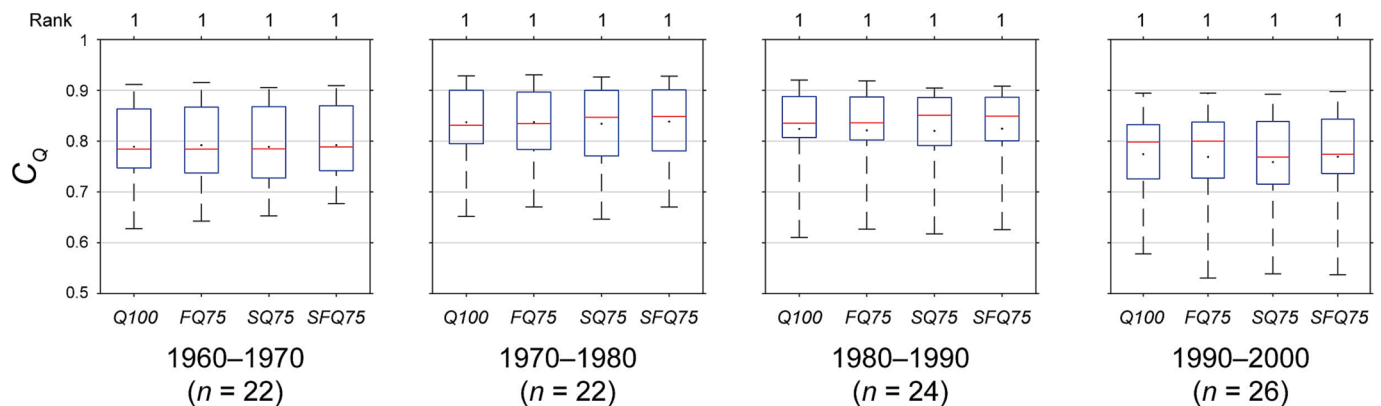 Rank 1 1 1 1 1 1 1 1 1 1 1 1 1 1 1 1
1
0.9
0.8
0.7
0.6
0.5
C_Q
Q100 FQ75 SQ75 SFQ75 Q100 FQ75 SQ75 SFQ75 Q100 FQ75 SQ75 SFQ75 Q100 FQ75 SQ75 SFQ75
1960–1970 1970–1980 1980–1990 1990–2000
(n = 22) (n = 22) (n = 24) (n = 26)